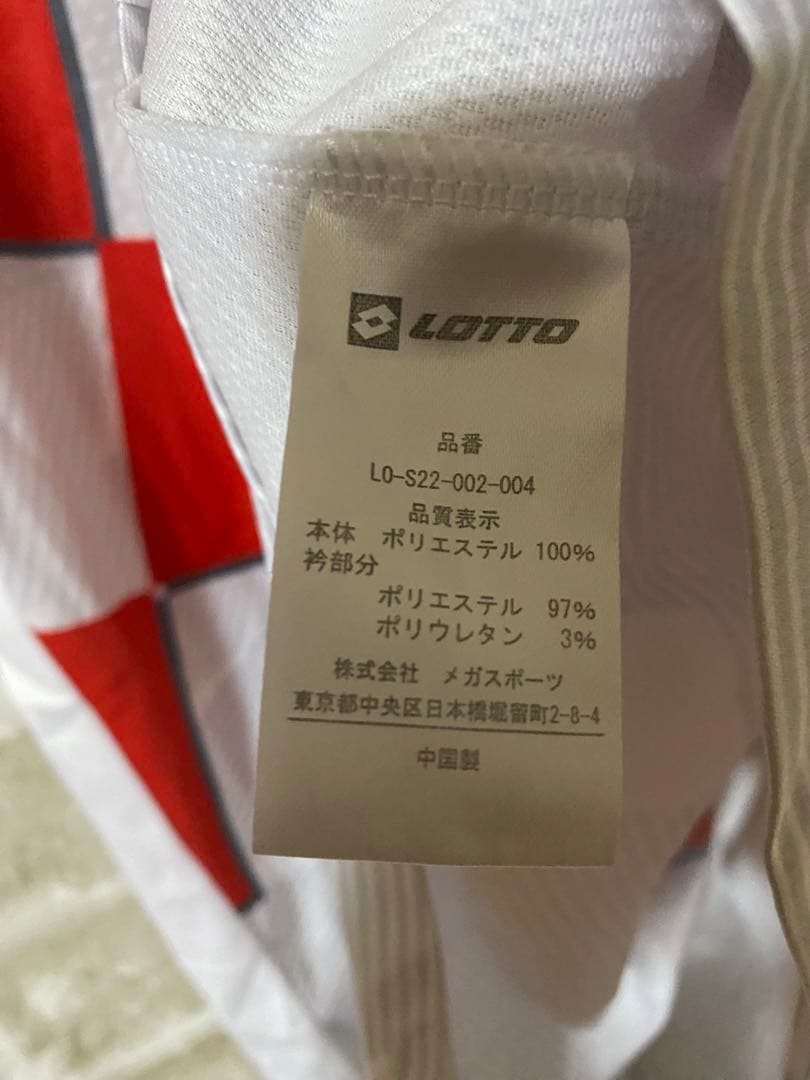 LOTTO
品番
LO-S22-002-004
品質表示
本体 ポリエステル 100%
衿部分
ポリエステル 97%
ポリウレタン 3%
株式会社 メガスポーツ
東京都中央区日本橋堀留町2-8-4
中国製